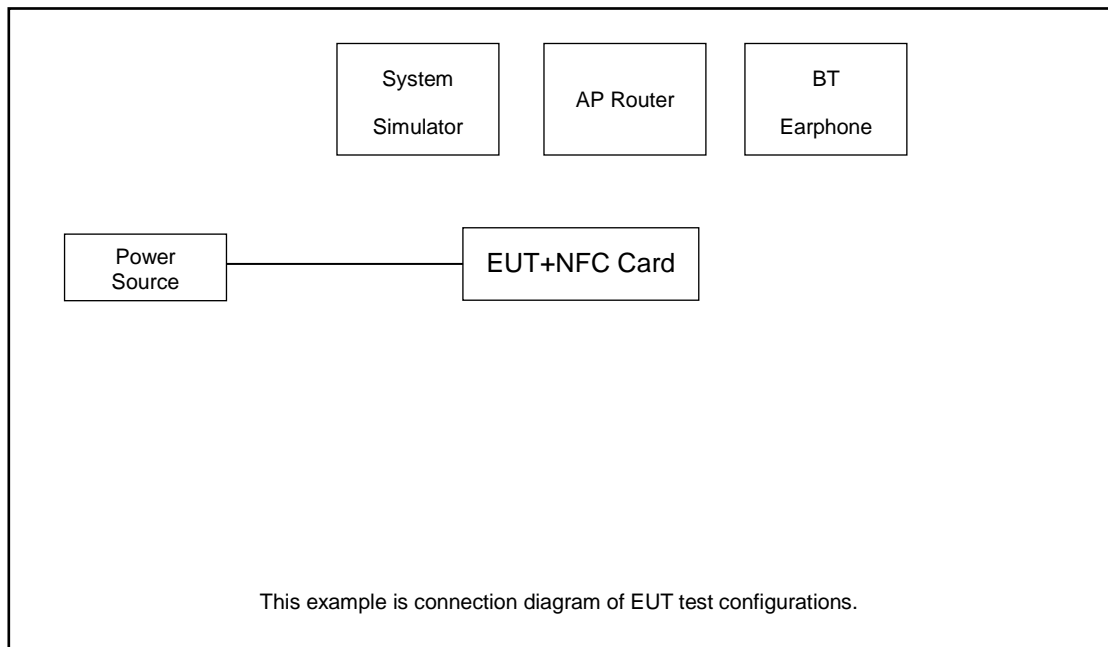 System
Simulator
AP Router
BT
Earphone
Power
Source
EUT+NFC Card
This example is connection diagram of EUT test configurations.